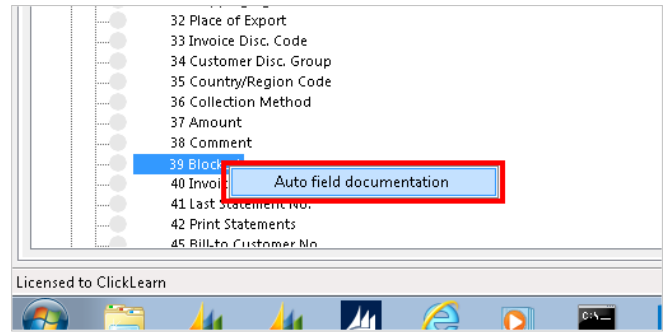 32 Place of Export
33 Invoice Disc. Code
34 Customer Disc. Group
35 Country/Region Code
36 Collection Method
37 Amount
38 Comment
39 Block
Auto field documentation
40 Invoi
41 Last Statement No.
42 Print Statements
45 Bill-to Customer No.
Licensed to ClickLearn
C:\_